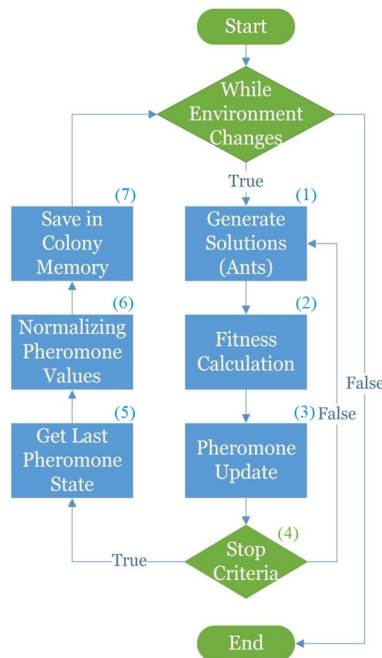 Start
While
Environment
Changes
True
(1)
Generate
Solutions
(Ants)
(2)
Fitness
Calculation
(3)
Pheromone
Update
(4)
Stop
Criteria
False
False
True
(5)
Get Last
Pheromone
State
(6)
Normalizing
Pheromone
Values
(7)
Save in
Colony
Memory
End